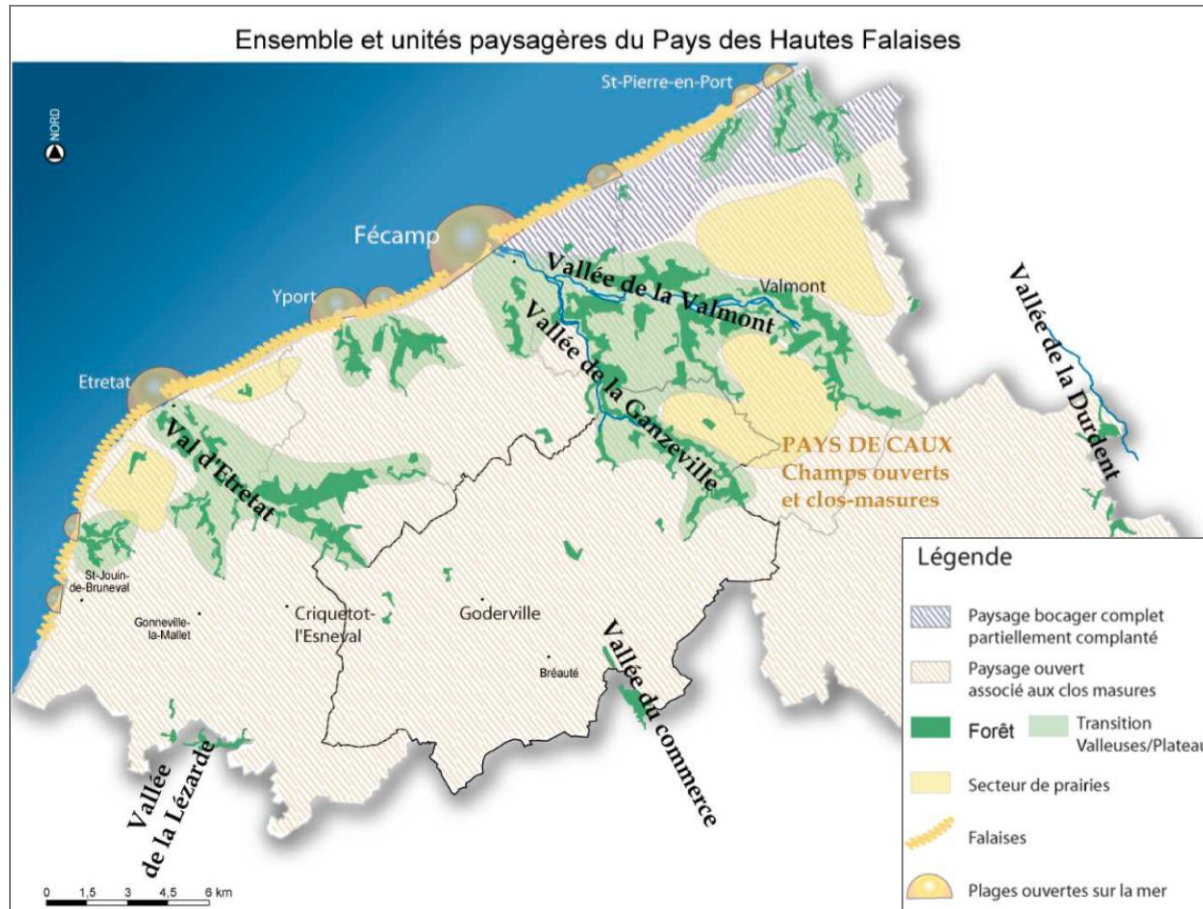 Ensemble et unités paysagères du Pays des Hautes Falaises
NORD
St-Pierre-en-Port
Fécamp
Yport
Etretat
Vallée de la Valmont
Valmont
Vallée de la Ganzeville
Val d'Etretat
Vallée de la Durdent
PAYS DE CAUX
Champs ouverts
et clos-masures
St-Jouin-
de-Bruneval
Gonneville-
la-Mallet
Criquetot-
l'Esneval
Goderville
Bréauté
Vallée du commerce
Vallée
de la Lézarde
0 1,5 3 4,5 6 km
Légende
Paysage bocager complet
partiellement complanté
Paysage ouvert
associé aux clos masures
Forêt
Transition
Valleuses/Plateau
Secteur de prairies
Falaises
Plages ouvertes sur la mer